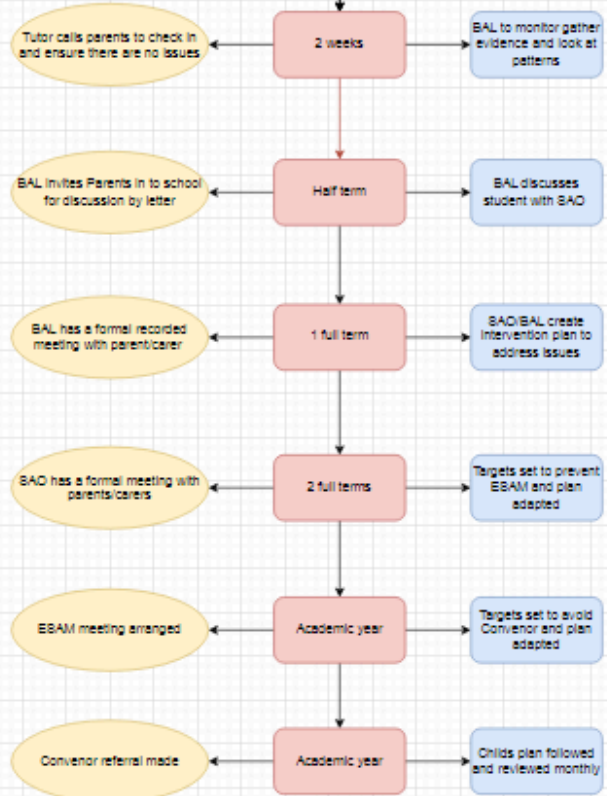 Tutor calls parents to check in
and ensure there are no issues
2 weeks
BAL to monitor gather
evidence and look at
patterns
BAL invites Parents in to school
for discussion by letter
Half term
BAL discusses
student with SAO
BAL has a formal recorded
meeting with parent/carer
1 full term
SAO/BAL create
intervention plan to
address issues
SAO has a formal meeting with
parents/carers
2 full terms
Targets set to prevent
ESAM and plan
adapted
ESAM meeting arranged
Academic year
Targets set to avoid
Convenor and plan
adapted
Convenor referral made
Academic year
Childs plan followed
and reviewed monthly